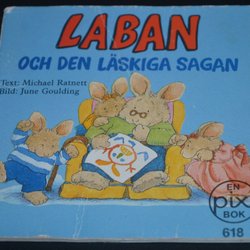 LABAN
OCH DEN LÄSKIGA SAGAN
Text: Michael Ratnett
Bild: June Goulding
EN
pixi
BOK
618